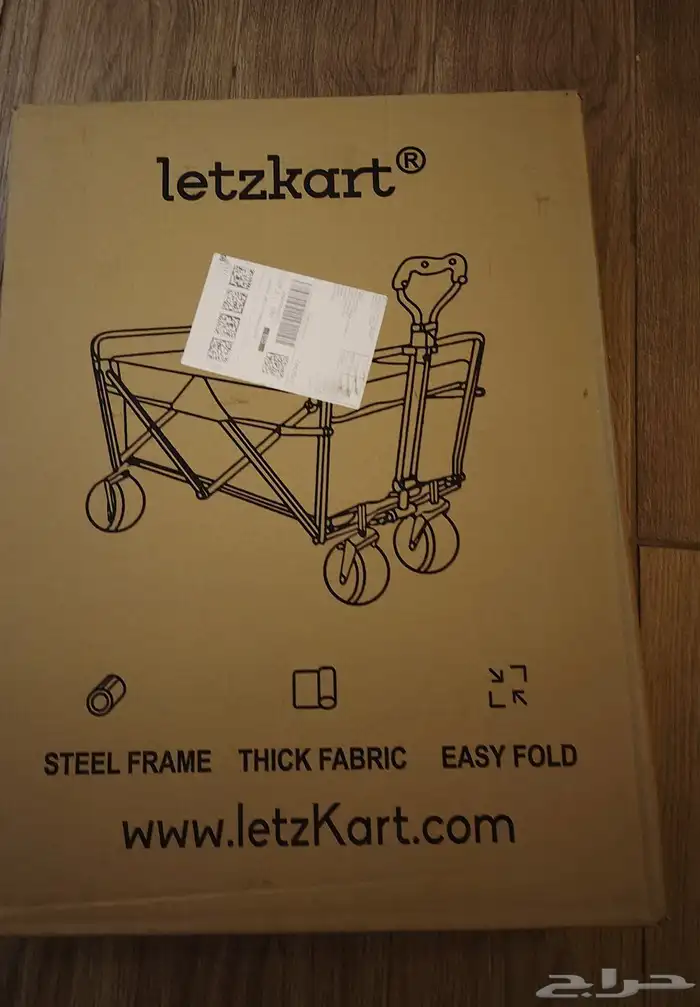 letzkart®
STEEL FRAME THICK FABRIC EASY FOLD
www.letzKart.com
حراج